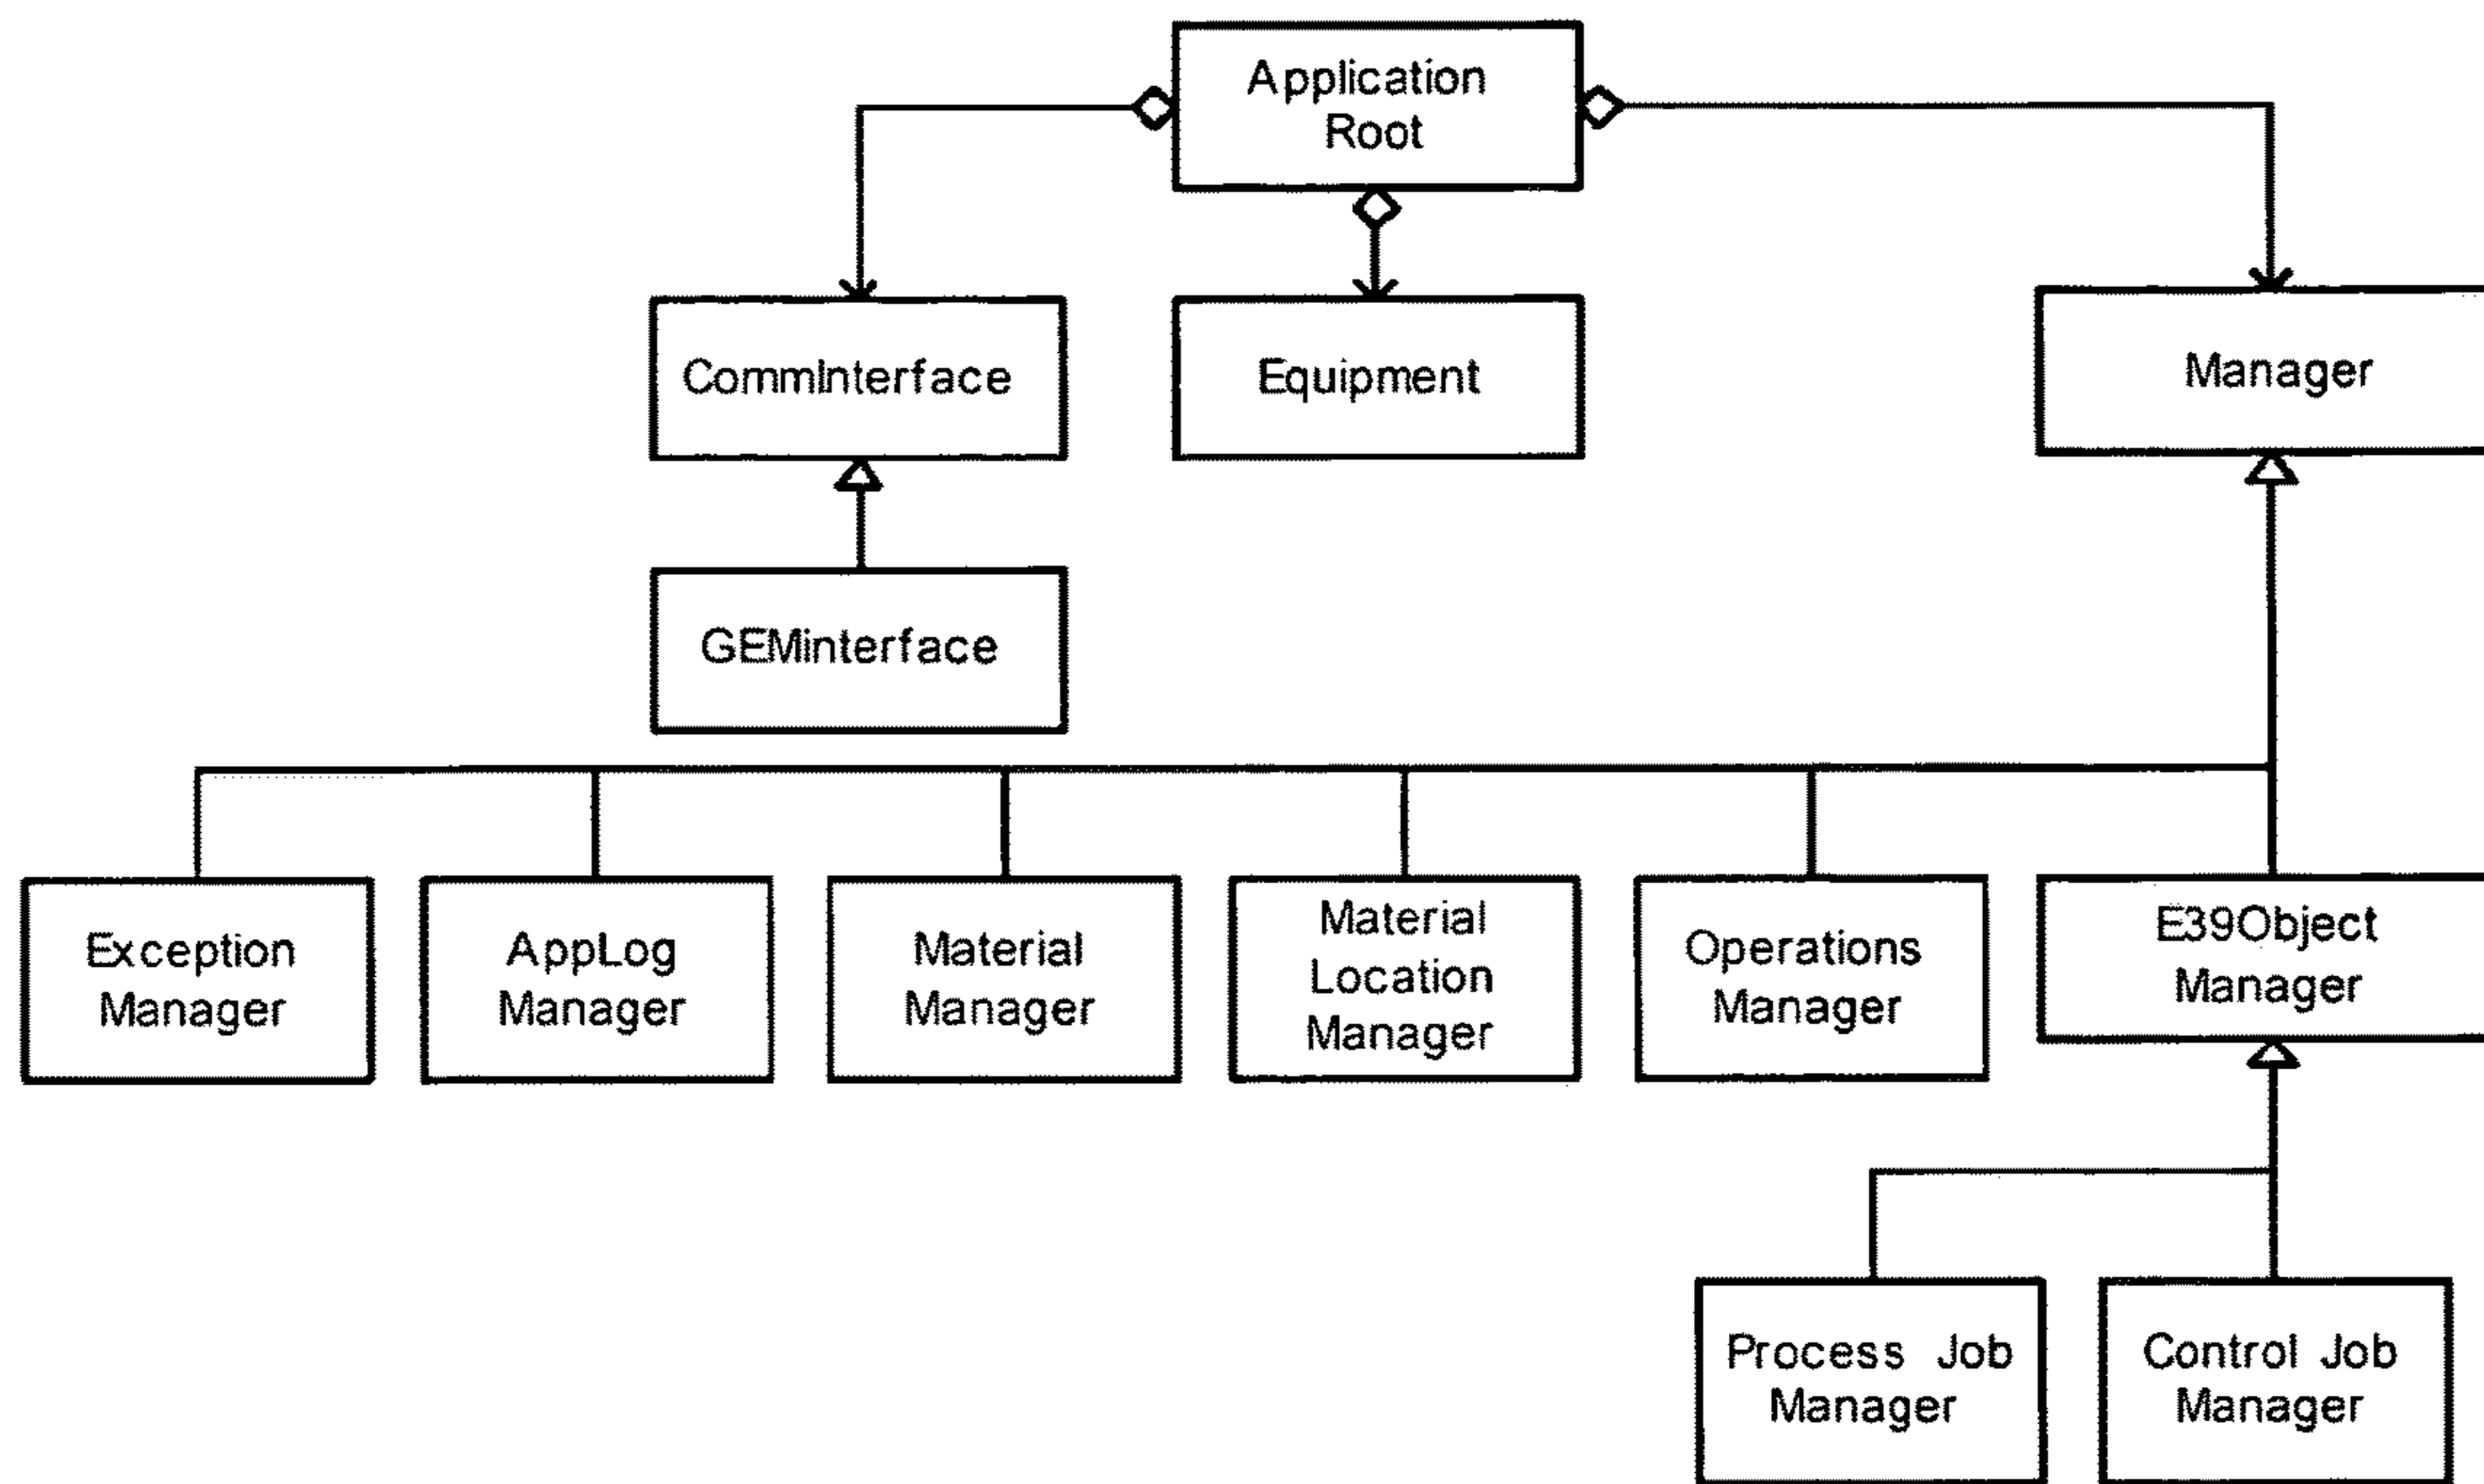 Application
Root
CommInterface
Equipment
Manager
GEMinterface
Exception
Manager
AppLog
Manager
Material
Manager
Material
Location
Manager
Operations
Manager
E39Object
Manager
Process Job
Manager
Control Job
Manager